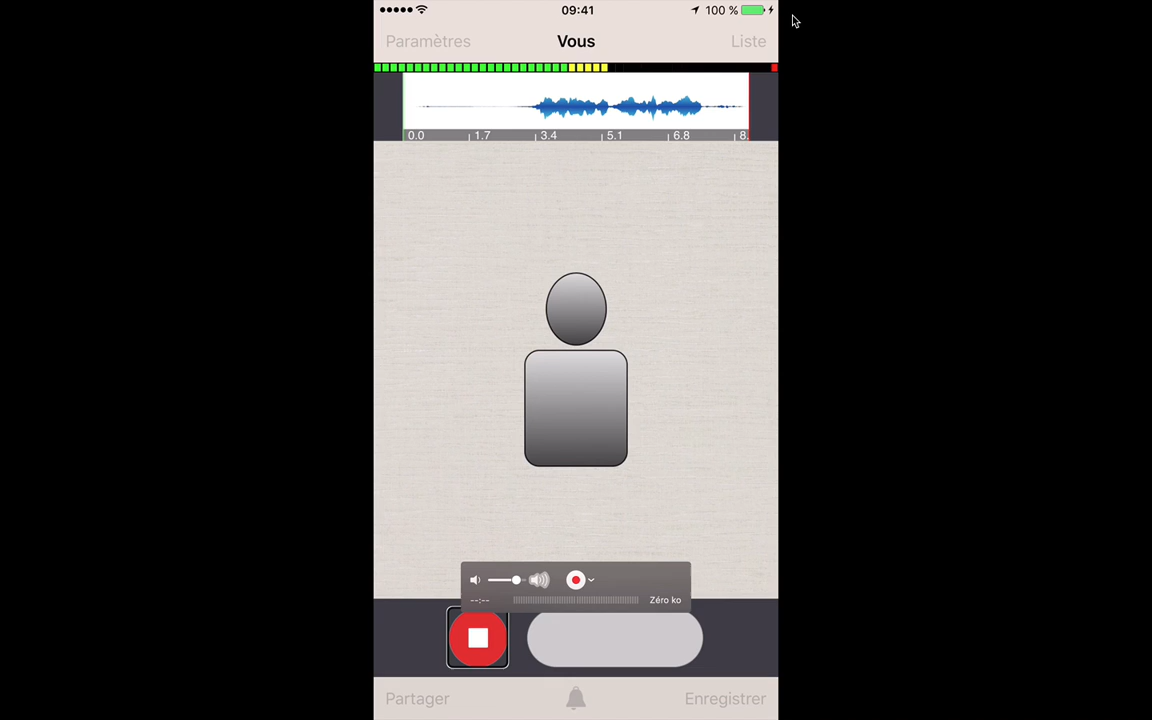 09:41 100 %
Paramètres Vous Liste
0.0 1.7 3.4 5.1 6.8 8.
--:-- Zéro ko
Partager Enregistrer